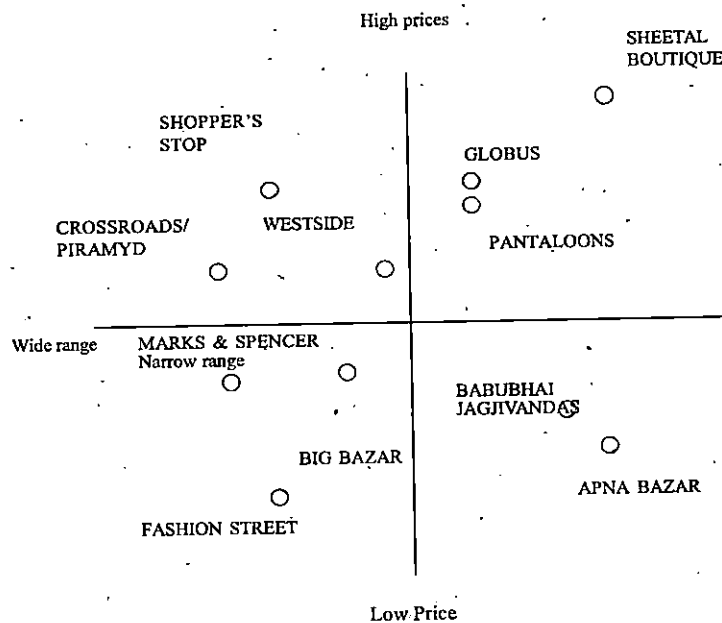 High prices
SHEETAL
BOUTIQUE
SHOPPER'S
STOP
GLOBUS
CROSSROADS/
PIRAMYD
WESTSIDE
PANTALOONS
Wide range
MARKS & SPENCER
Narrow range
BABUBHAI
JAGJIVANDAS
BIG BAZAR
APNA BAZAR
FASHION STREET
Low Price